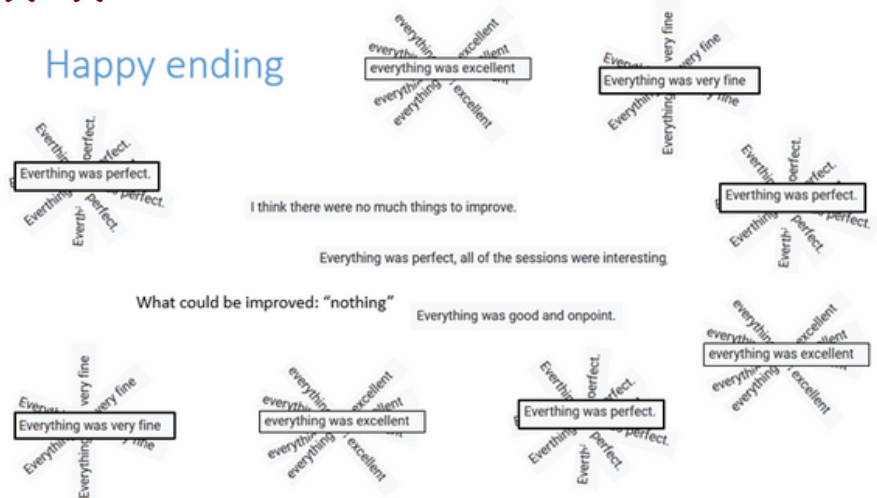 Happy ending
everything was excellent
Everything was very fine
Everthing was perfect.
Everthing was perfect.
I think there were no much things to improve.
Everything was perfect, all of the sessions were interesting
What could be improved: “nothing”
Everything was good and onpoint.
everything was excellent
Everything was very fine
everything was excellent
Everthing was perfect.